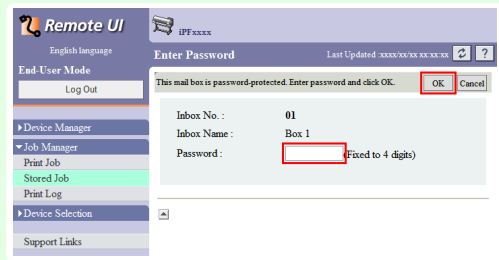 Remote UI
English language
End-User Mode
Log Out
Device Manager
Job Manager
Print Job
Stored Job
Print Log
Device Selection
Support Links
iPFxxxx
Enter Password
Last Updated :xxxx/xx/xx xx:xx:xx
?
This mail box is password-protected. Enter password and click OK.
OK
Cancel
Inbox No. : 01
Inbox Name : Box 1
Password : (Fixed to 4 digits)